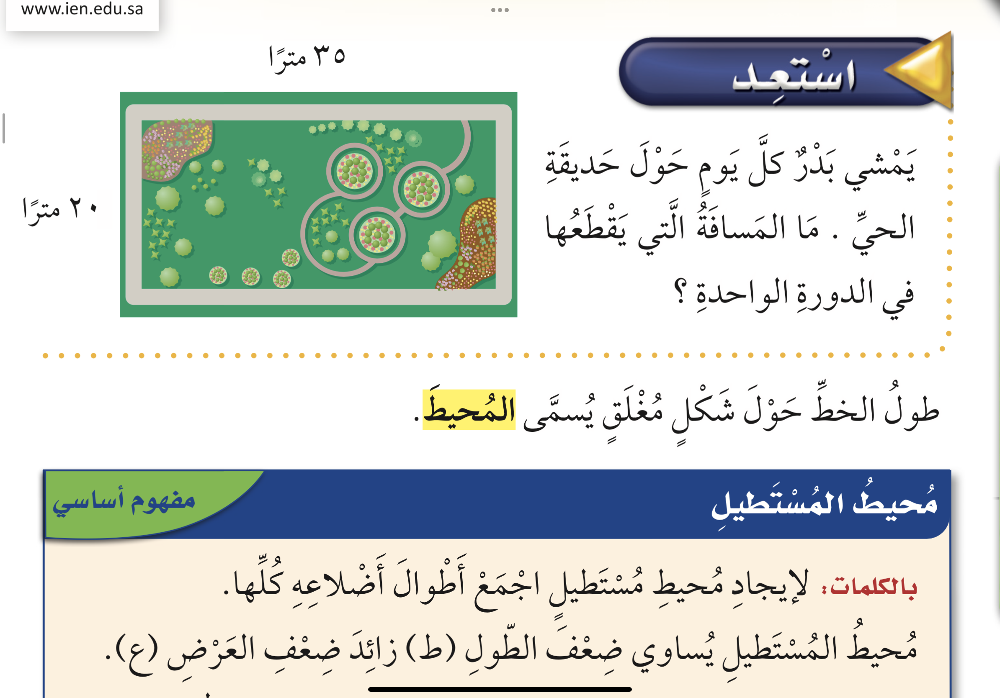 www.ien.edu.sa
اسْتَعِد
٣٥ مترًا
٢٠ مترًا
يَمْشي بَدْرٌ كلَّ يَومٍ حَوْلَ حَديقَةِ
الحيِّ . مَا المَسافَةُ الَّتي يَقْطَعُها
في الدورةِ الواحدةِ ؟
طولُ الخطِّ حَوْلَ شَكْلٍ مُغْلَقٍ يُسمَّى المُحيطَ.
مُحيطُ المُسْتَطيلِ
مفهوم أساسي
بالكلمات: لإيجادِ مُحيطِ مُسْتَطيلٍ اجْمَعْ أَطْوالَ أَضْلاعِهِ كُلِّها.
مُحيطُ المُسْتَطيلِ يُساوي ضِعْفَ الطّولِ (ط) زائِدَ ضِعْفِ العَرْضِ (ع).